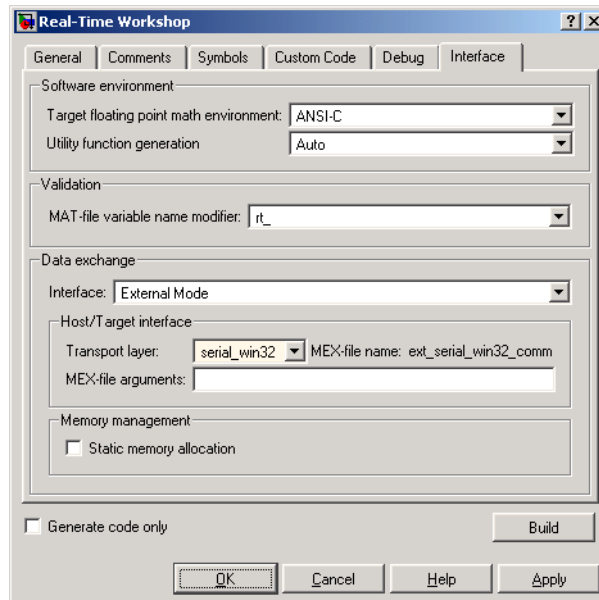 Real-Time Workshop
General Comments Symbols Custom Code Debug Interface
Software environment
Target floating point math environment: ANSI-C
Utility function generation Auto
Validation
MAT-file variable name modifier: rt_
Data exchange
Interface: External Mode
Host/Target interface
Transport layer: serial_win32 MEX-file name: ext_serial_win32_comm
MEX-file arguments:
Memory management
Static memory allocation
Generate code only Build
OK Cancel Help Apply